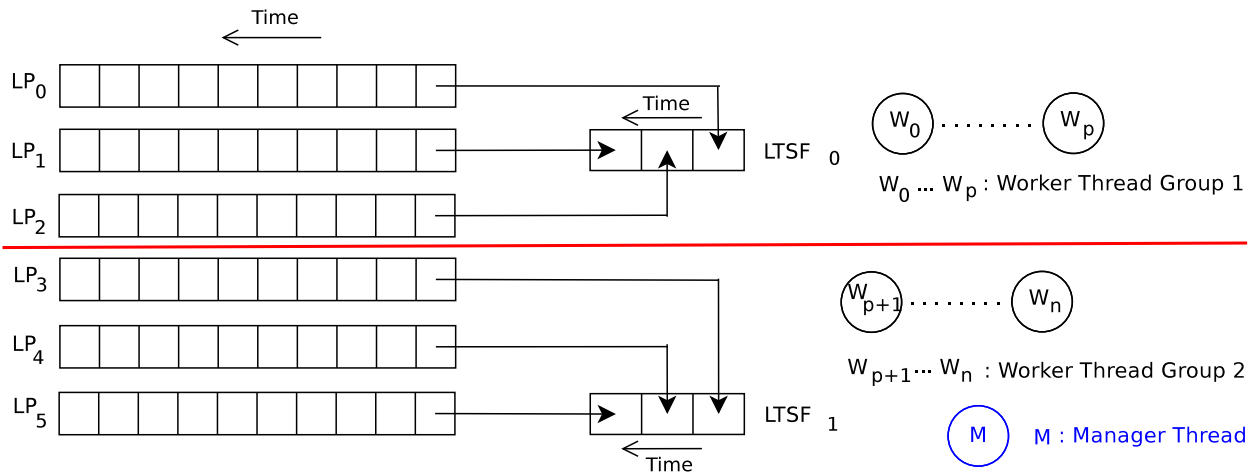 Time
LP0
Time
LP1
LTSF 0
W0 ........ Wp
W0 ... Wp : Worker Thread Group 1
LP2
LP3
Wp+1 ........ Wn
LP4
Wp+1 ... Wn : Worker Thread Group 2
LP5
LTSF 1
M
M : Manager Thread
Time